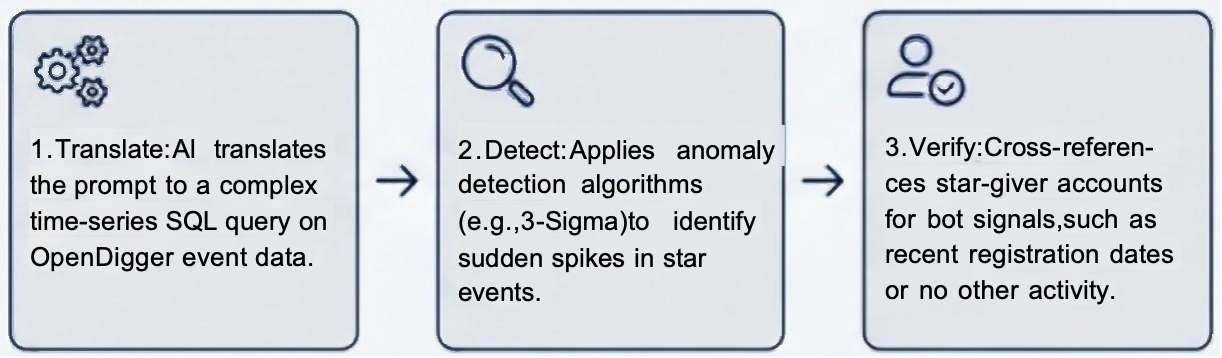 1.Translate:AI translates
the prompt to a complex
time-series SQL query on
OpenDigger event data.
2.Detect:Applies anomaly
detection algorithms
(e.g.,3-Sigma)to identify
sudden spikes in star
events.
3.Verify:Cross-referen-
ces star-giver accounts
for bot signals,such as
recent registration dates
or no other activity.